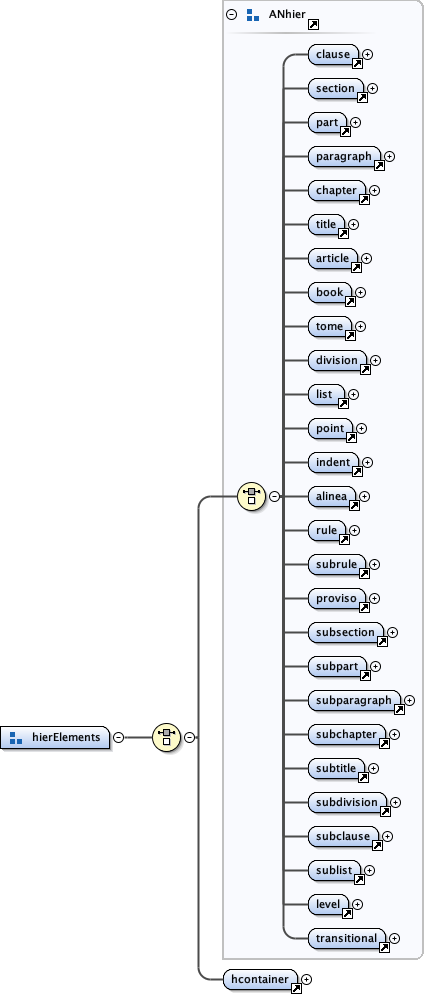 ANhier
clause
section
part
paragraph
chapter
title
article
book
tome
division
list
point
indent
alinea
rule
subrule
proviso
subsection
subpart
subparagraph
hierElements
subchapter
subtitle
subdivision
subclause
sublist
level
transitional
hcontainer